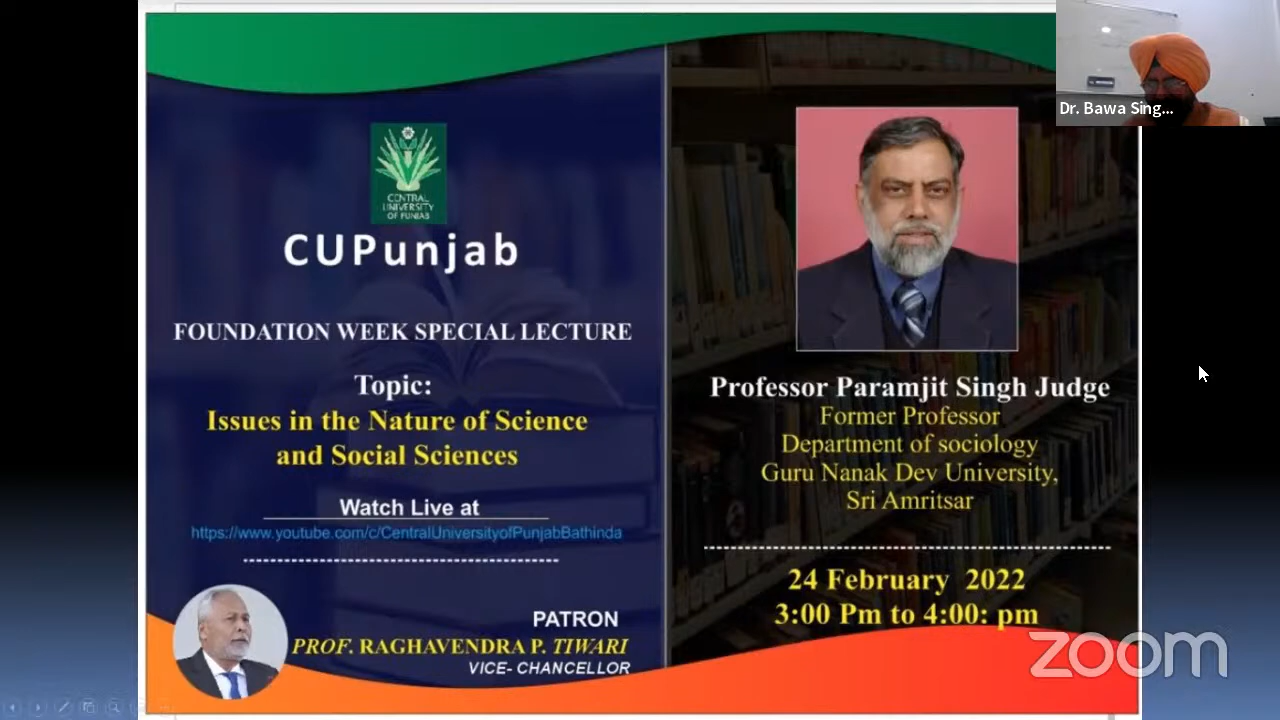 CENTRAL
UNIVERSITY
OF PUNJAB
CUPunjab
FOUNDATION WEEK SPECIAL LECTURE
Topic:
Issues in the Nature of Science
and Social Sciences
Watch Live at
https://www.youtube.com/c/CentralUniversityofPunjabBathinda
PATRON
PROF. RAGHAVENDRA P. TIWARI
VICE- CHANCELLOR
Dr. Bawa Sing...
Professor Paramjit Singh Judge
Former Professor
Department of sociology
Guru Nanak Dev University,
Sri Amritsar
24 February 2022
3:00 Pm to 4:00: pm
zoom